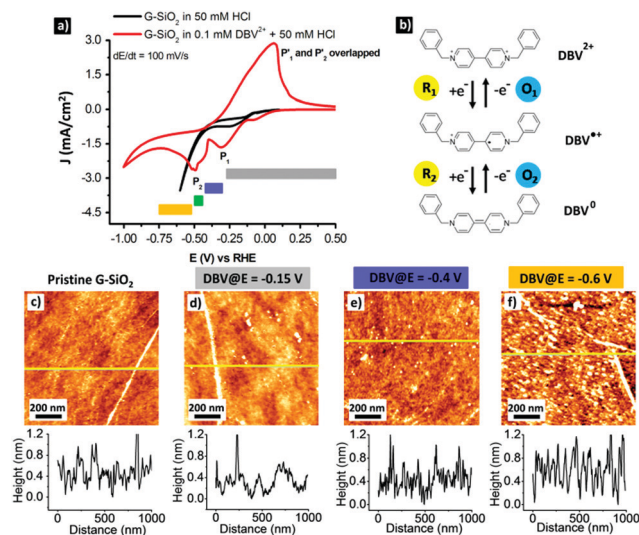 a)
G-SiO₂ in 50 mM HCl
G-SiO₂ in 0.1 mM DBV²⁺ + 50 mM HCl
dE/dt = 100 mV/s
P'₁ and P'₂ overlapped
3.0
1.5
0.0
-1.5
-3.0
-4.5
J (mA/cm²)
P₁
P₂
-1.00 -0.75 -0.50 -0.25 0.00 0.25 0.50
E (V) vs RHE
b)
N
N
DBV²⁺
R₁ +e⁻ -e⁻ O₁
N
N
DBV•⁺
R₂ +e⁻ -e⁻ O₂
N
N
DBV⁰
Pristine G-SiO₂
DBV@E = -0.15 V
DBV@E = -0.4 V
DBV@E = -0.6 V
c)
d)
e)
f)
200 nm
200 nm
200 nm
200 nm
Height (nm)
1.2
0.8
0.4
0.0
0 500 1000
Distance (nm)
Height (nm)
1.2
0.8
0.4
0.0
0 500 1000
Distance (nm)
Height (nm)
1.2
0.8
0.4
0.0
0 500 1000
Distance (nm)
Height (nm)
1.2
0.8
0.4
0.0
0 500 1000
Distance (nm)